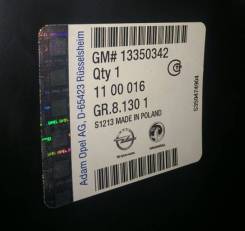 GM# 13350342
Qty 1
11 00 016
GR.8.130 1
S1213 MADE IN POLAND
Adam Opel AG, D-65423 Rüsselsheim